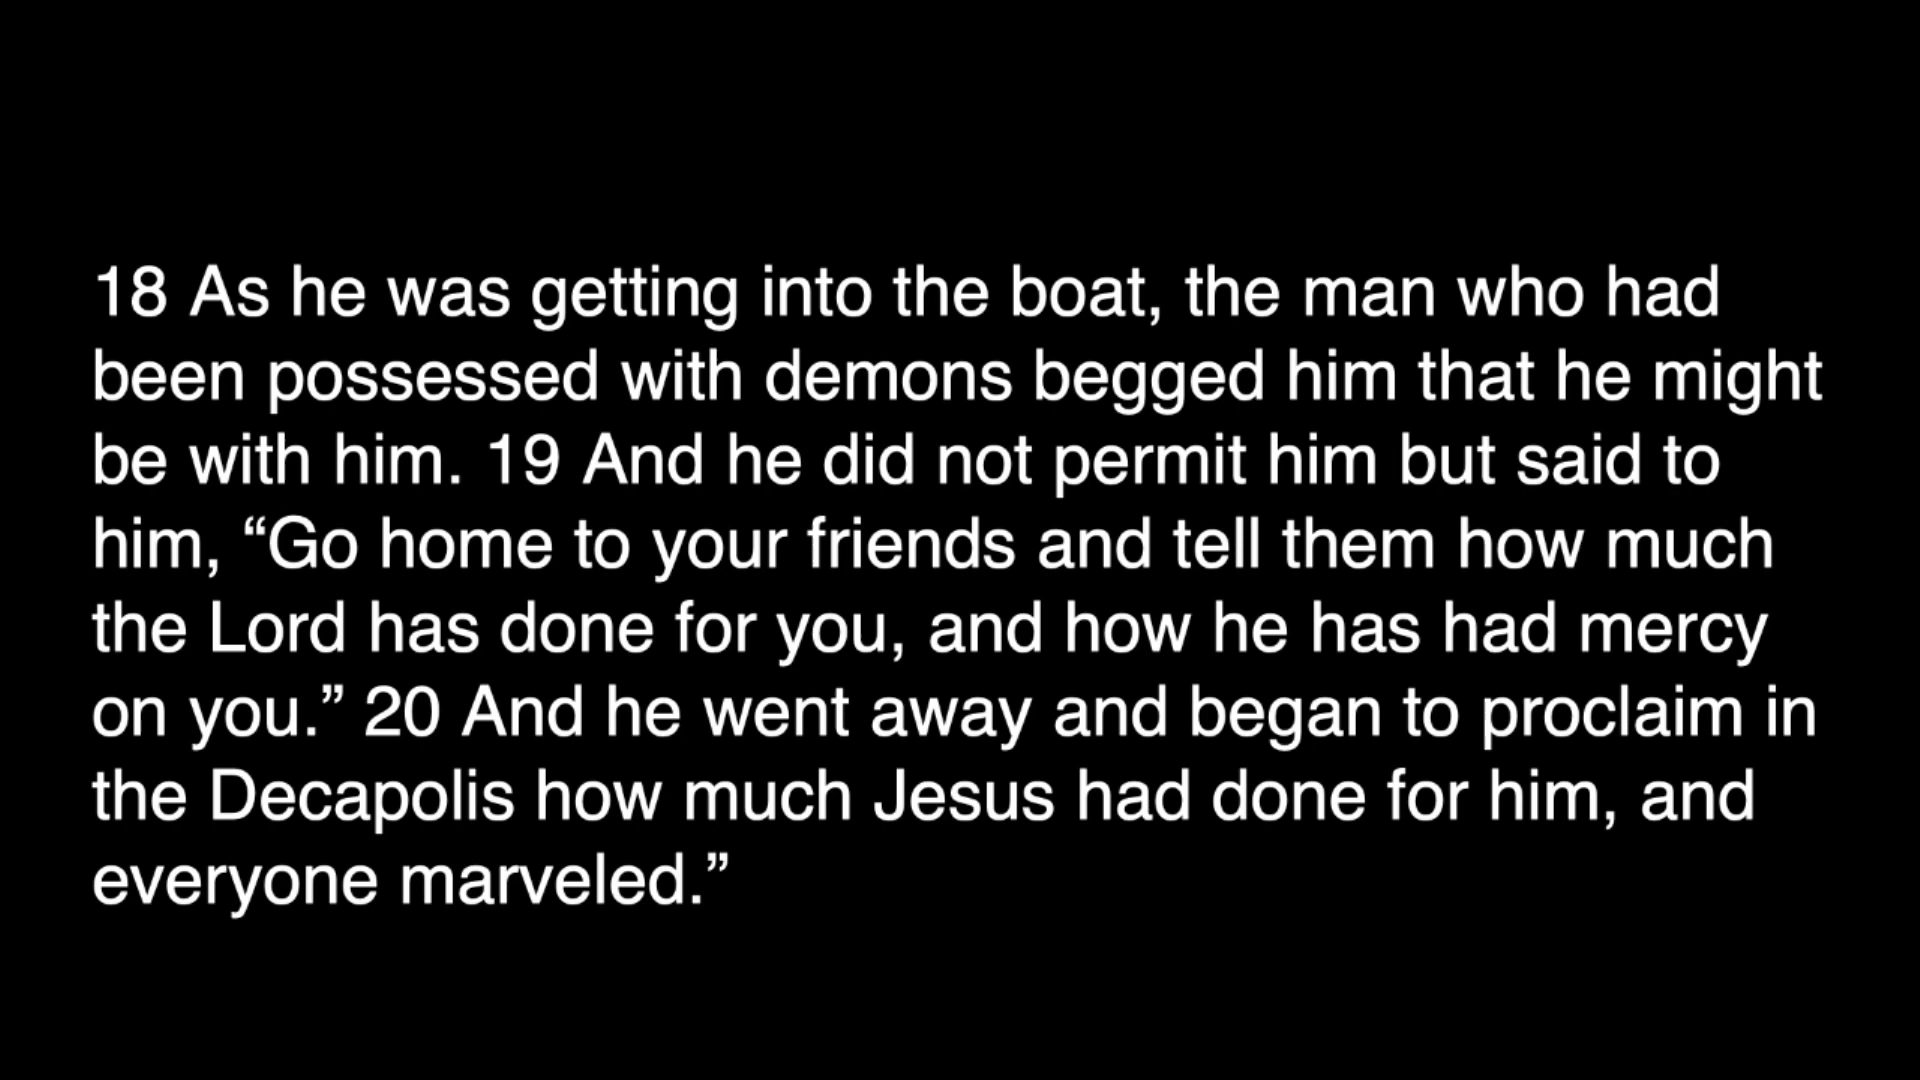 18 As he was getting into the boat, the man who had
been possessed with demons begged him that he might
be with him. 19 And he did not permit him but said to
him, “Go home to your friends and tell them how much
the Lord has done for you, and how he has had mercy
on you.” 20 And he went away and began to proclaim in
the Decapolis how much Jesus had done for him, and
everyone marveled.”